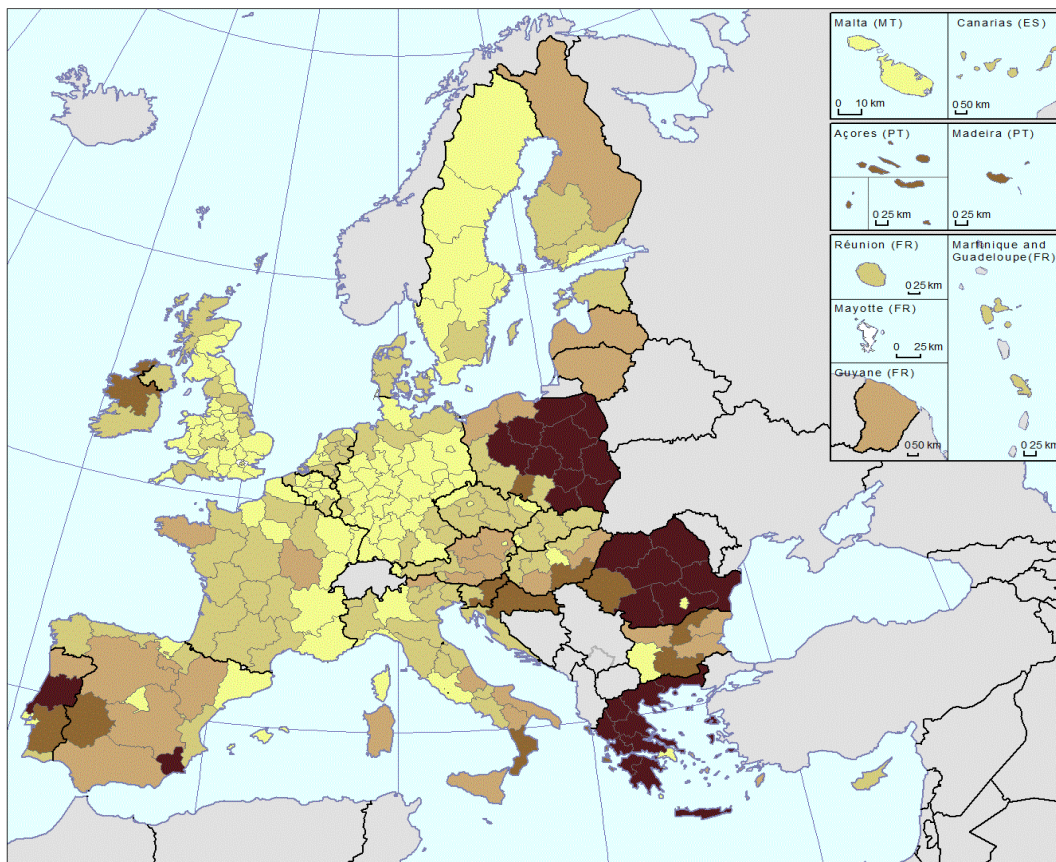 Malta (MT)
0 10 km
Canarias (ES)
0 50 km
Açores (PT)
0 25 km
Madeira (PT)
0 25 km
Réunion (FR)
0 25 km
Mayotte (FR)
0 25 km
Guyane (FR)
0 50 km
Martinique and
Guadeloupe(FR)
0 25 km